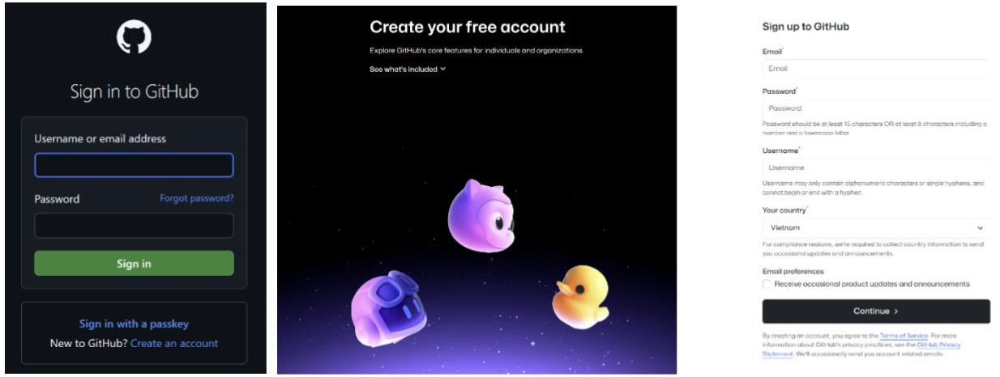 Sign in to GitHub
Username or email address
Password
Forgot password?
Sign in
Sign in with a passkey
New to GitHub? Create an account
Create your free account
Explore GitHub's core features for individuals and organizations.
See what's included
Sign up to GitHub
Email*
Email
Password*
Password
Password should be at least 15 characters OR at least 8 characters including a
number and a lowercase letter.
Username*
Username
Username may only contain alphanumeric characters or single hyphens, and
cannot begin or end with a hyphen.
Your country*
Vietnam
For compliance reasons, we're required to collect country information to send
you occasional updates and announcements.
Email preferences
Receive occasional product updates and announcements
Continue >
By creating an account, you agree to the Terms of Service. For more
information about GitHub's privacy practices, see the GitHub Privacy
Statement. We'll occasionally send you account-related emails.